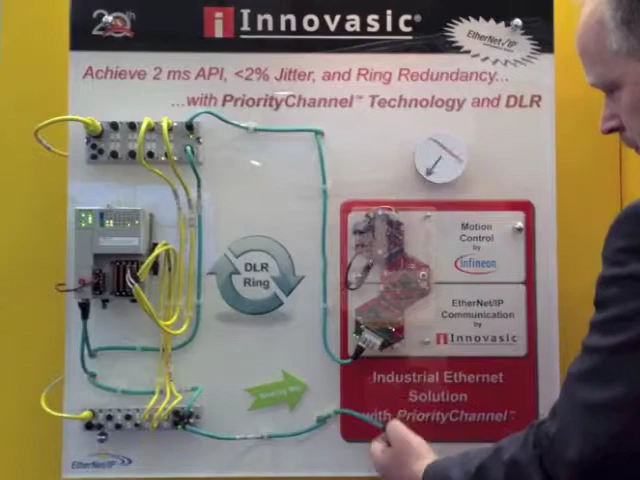 20th
i Innovasic®
EtherNet/IP
Achieve 2 ms API, <2% Jitter, and Ring Redundancy...
...with PriorityChannel™ Technology and DLR
Motion
Control
by
infineon
DLR
Ring
EtherNet/IP
Communication
by
i Innovasic
Industrial Ethernet
Solution
with PriorityChannel™
EtherNet/IP